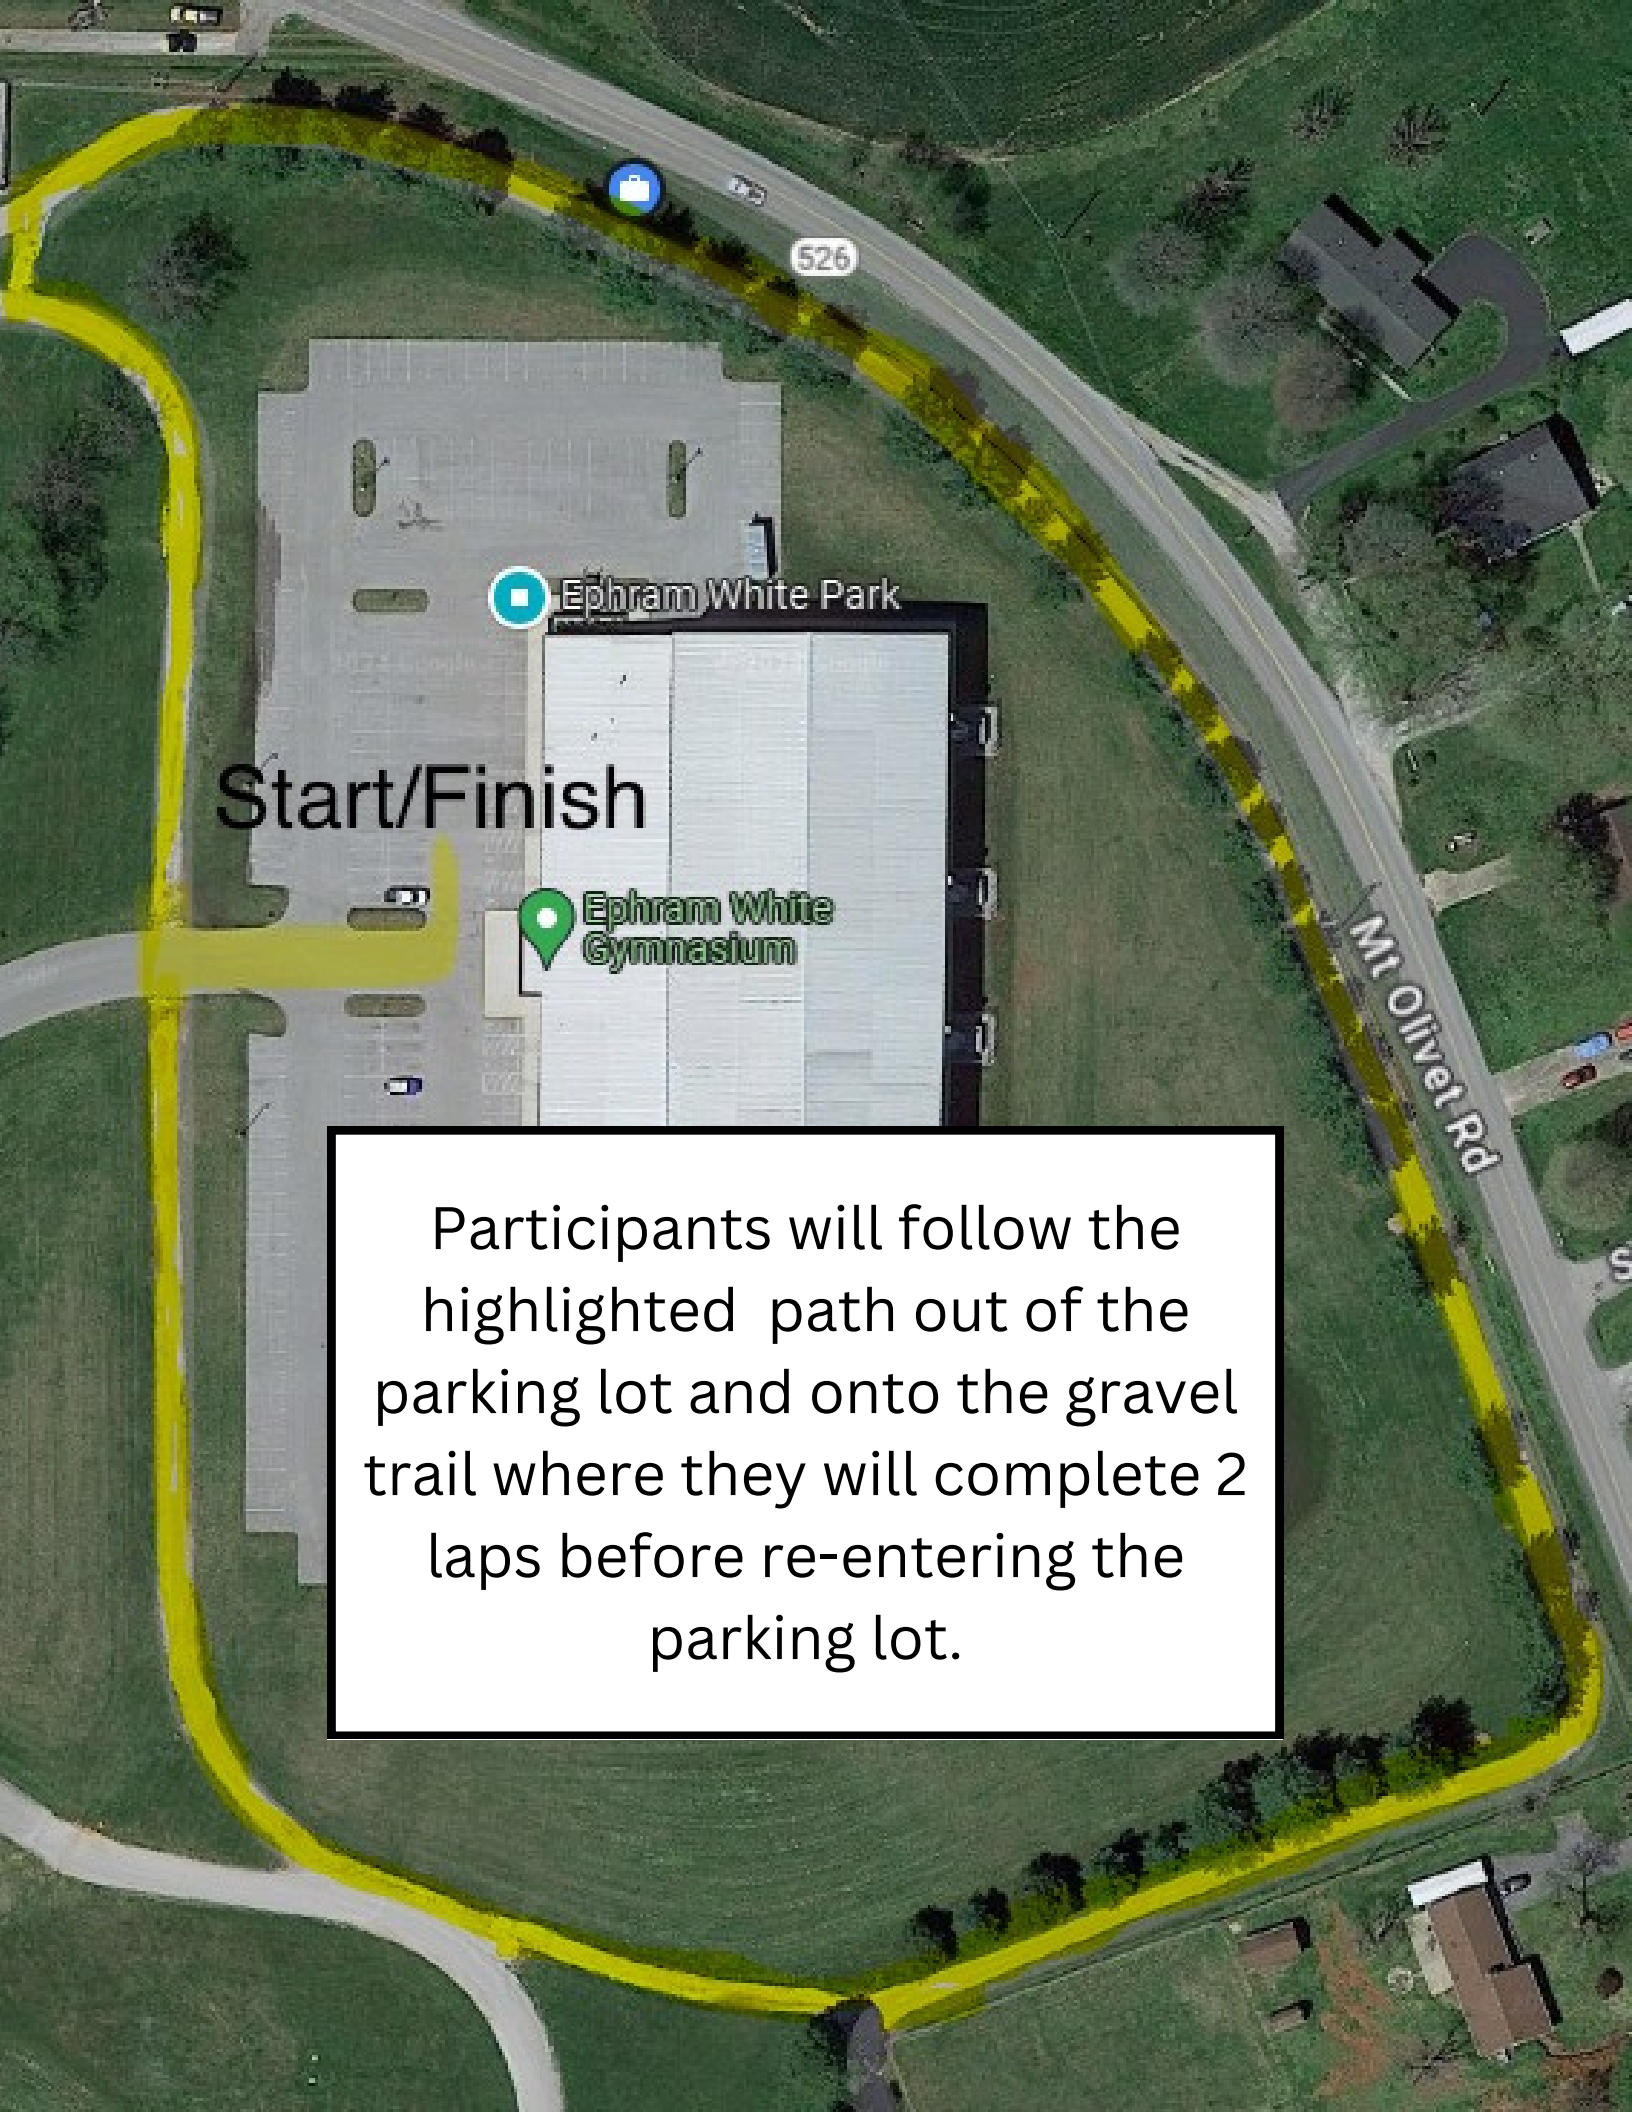 526
Ephram White Park
Start/Finish
Ephram White
Gymnasium
Mt Olivet Rd
S
Participants will follow the
highlighted  path out of the
parking lot and onto the gravel
trail where they will complete 2
laps before re-entering the
parking lot.